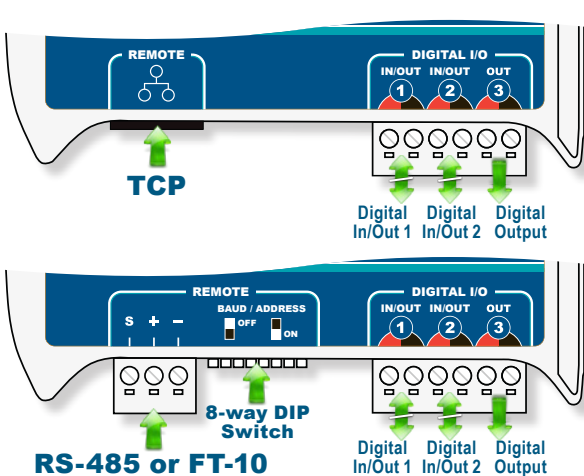 REMOTE
DIGITAL I/O
IN/OUT IN/OUT OUT
1 2 3
TCP
Digital In/Out 1
Digital In/Out 2
Digital Output
REMOTE
BAUD / ADDRESS
S + −
OFF
ON
DIGITAL I/O
IN/OUT IN/OUT OUT
1 2 3
8-way DIP
Switch
RS-485 or FT-10
Digital In/Out 1
Digital In/Out 2
Digital Output